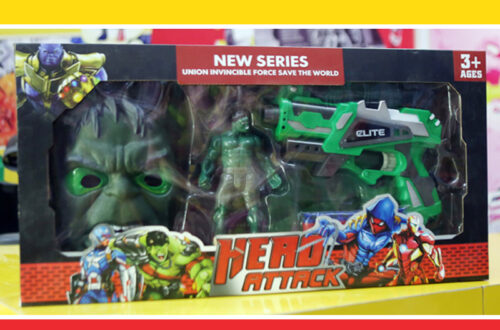 NEW SERIES
UNION INVINCIBLE FORCE SAVE THE WORLD
3+
AGES
ELITE
HERO
ATTACK